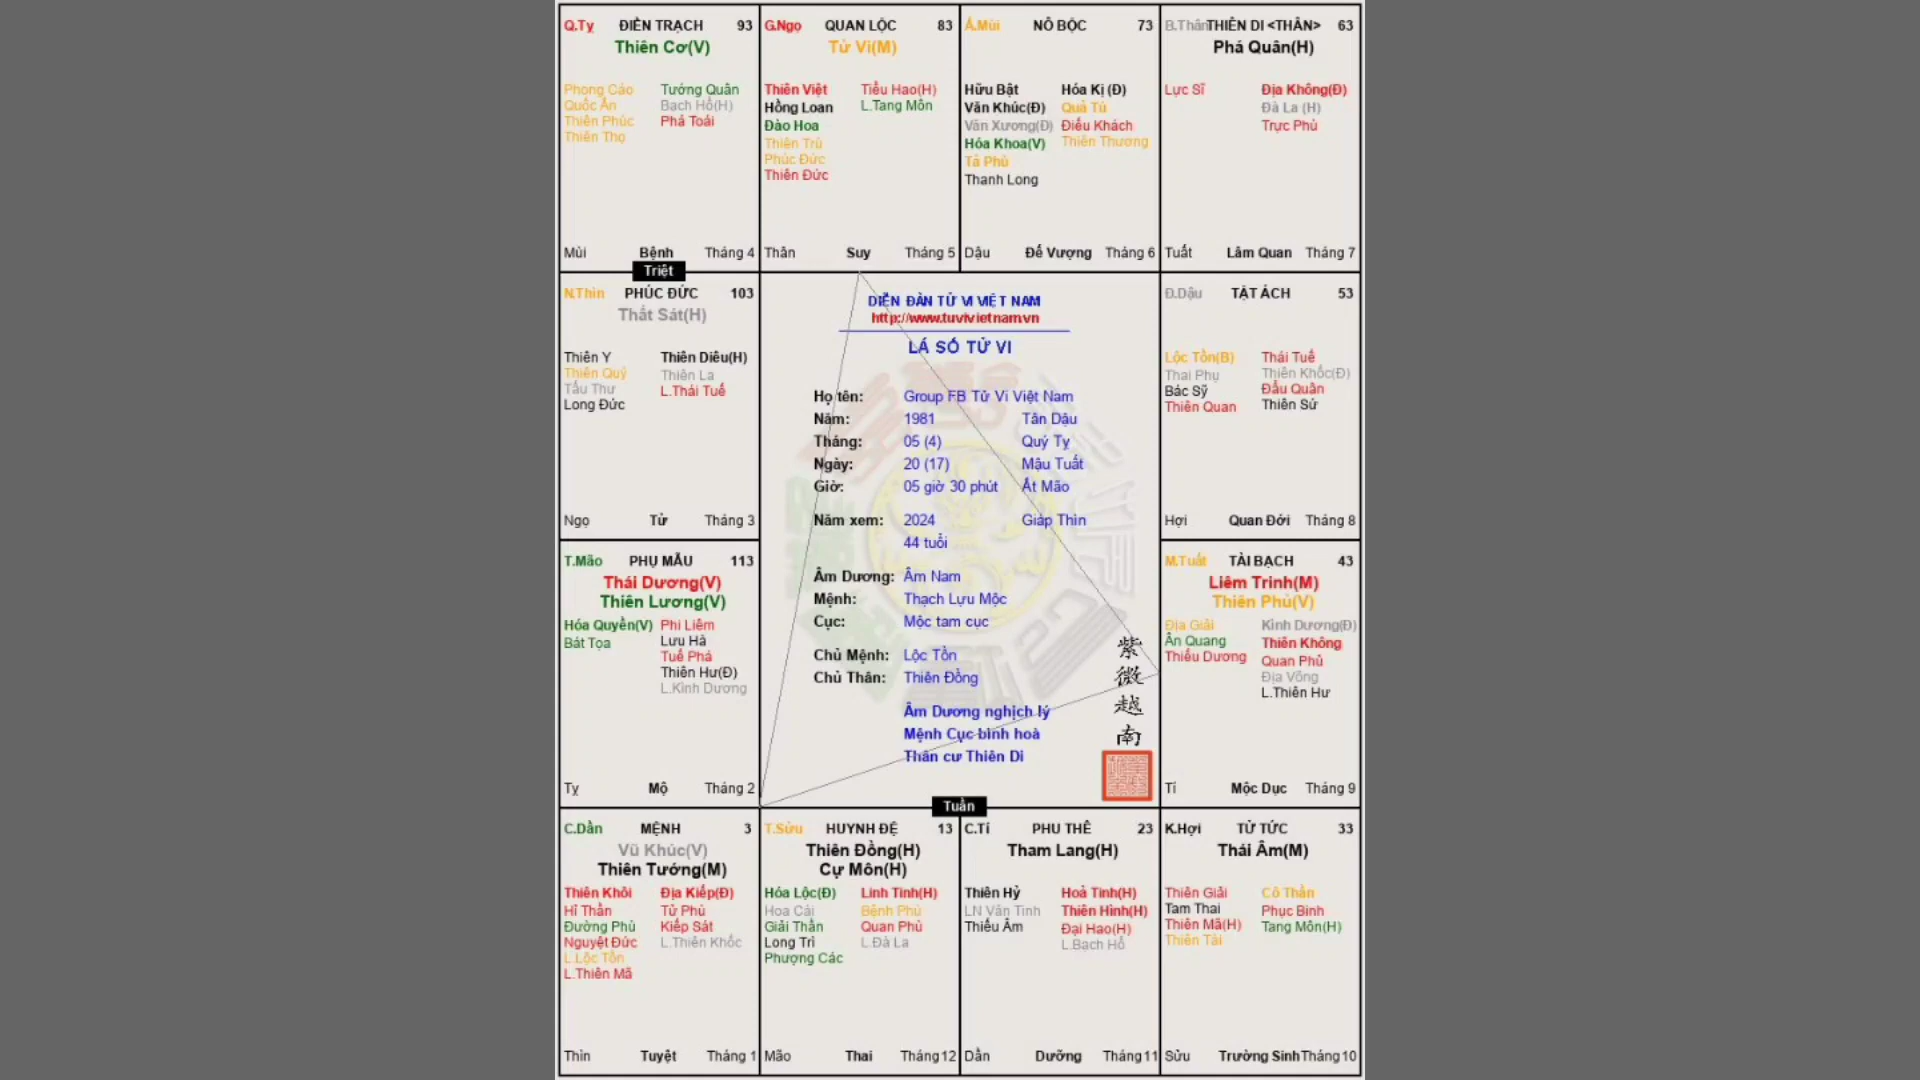 Q.Tỵ ĐIỀN TRẠCH 93
Thiên Cơ(V)
Phong Cáo Tướng Quân
Quốc Ấn Bạch Hổ(H)
Thiên Phúc Phá Toái
Thiên Thọ
Mùi Bệnh Tháng 4
G.Ngọ QUAN LỘC 83
Tử Vi(M)
Thiên Việt Tiểu Hao(H)
Hồng Loan L.Tang Môn
Đào Hoa
Thiên Trù
Phúc Đức
Thiên Đức
Thân Suy Tháng 5
Ấ.Mùi NÔ BỘC 73
Hữu Bật Hóa Kị (Đ)
Văn Khúc(Đ) Quả Tú
Văn Xương(Đ) Điếu Khách
Hóa Khoa(V) Thiên Thương
Tả Phù
Thanh Long
Dậu Đế Vượng Tháng 6
B.Thân THIÊN DI <THÂN> 63
Phá Quân(H)
Lực Sĩ Địa Không(Đ)
Đà La (H)
Trực Phù
Tuất Lâm Quan Tháng 7
Triệt
N.Thìn PHÚC ĐỨC 103
Thất Sát(H)
Thiên Y Thiên Diêu(H)
Thiên Quý Thiên La
Tấu Thư L.Thái Tuế
Long Đức
Ngọ Tử Tháng 3
DIỄN ĐÀN TỬ VI VIỆT NAM
http://www.tuvivietnam.vn
LÁ SỐ TỬ VI
Họ tên: Group FB Tử Vi Việt Nam
Năm: 1981 Tân Dậu
Tháng: 05 (4) Quý Tỵ
Ngày: 20 (17) Mậu Tuất
Giờ: 05 giờ 30 phút Ất Mão
Năm xem: 2024 Giáp Thìn
44 tuổi
Âm Dương: Âm Nam
Mệnh: Thạch Lựu Mộc
Cục: Mộc tam cục
Chủ Mệnh: Lộc Tồn
Chủ Thân: Thiên Đồng
Âm Dương nghịch lý
Mệnh Cục bình hoà
Thân cư Thiên Di
紫
微
越
南
Đ.Dậu TẬT ÁCH 53
Lộc Tồn(B) Thái Tuế
Thai Phụ Thiên Khốc(Đ)
Bác Sỹ Đẩu Quân
Thiên Quan Thiên Sứ
Hợi Quan Đới Tháng 8
T.Mão PHỤ MẪU 113
Thái Dương(V)
Thiên Lương(V)
Hóa Quyền(V) Phi Liêm
Bát Tọa Lưu Hà
Tuế Phá
Thiên Hư(Đ)
L.Kình Dương
Tỵ Mộ Tháng 2
M.Tuất TÀI BẠCH 43
Liêm Trinh(M)
Thiên Phủ(V)
Địa Giải Kình Dương(Đ)
Ân Quang Thiên Không
Thiếu Dương Quan Phủ
Địa Võng
L.Thiên Hư
Tí Mộc Dục Tháng 9
Tuần
C.Dần MỆNH 3
Vũ Khúc(V)
Thiên Tướng(M)
Thiên Khôi Địa Kiếp(Đ)
Hỉ Thần Tử Phù
Đường Phù Kiếp Sát
Nguyệt Đức L.Thiên Khốc
L.Lộc Tồn
L.Thiên Mã
Thìn Tuyệt Tháng 1
T.Sửu HUYNH ĐỆ 13
Thiên Đồng(H)
Cự Môn(H)
Hóa Lộc(Đ) Linh Tinh(H)
Hoa Cái Bệnh Phù
Giải Thần Quan Phù
Long Trì L.Đà La
Phượng Các
Mão Thai Tháng 12
C.Tí PHU THÊ 23
Tham Lang(H)
Thiên Hỷ Hoả Tinh(H)
LN Văn Tinh Thiên Hình(H)
Thiếu Âm Đại Hao(H)
L.Bạch Hổ
Dần Dưỡng Tháng 11
K.Hợi TỬ TỨC 33
Thái Âm(M)
Thiên Giải Cô Thần
Tam Thai Phục Binh
Thiên Mã(H) Tang Môn(H)
Thiên Tài
Sửu Trường Sinh Tháng 10